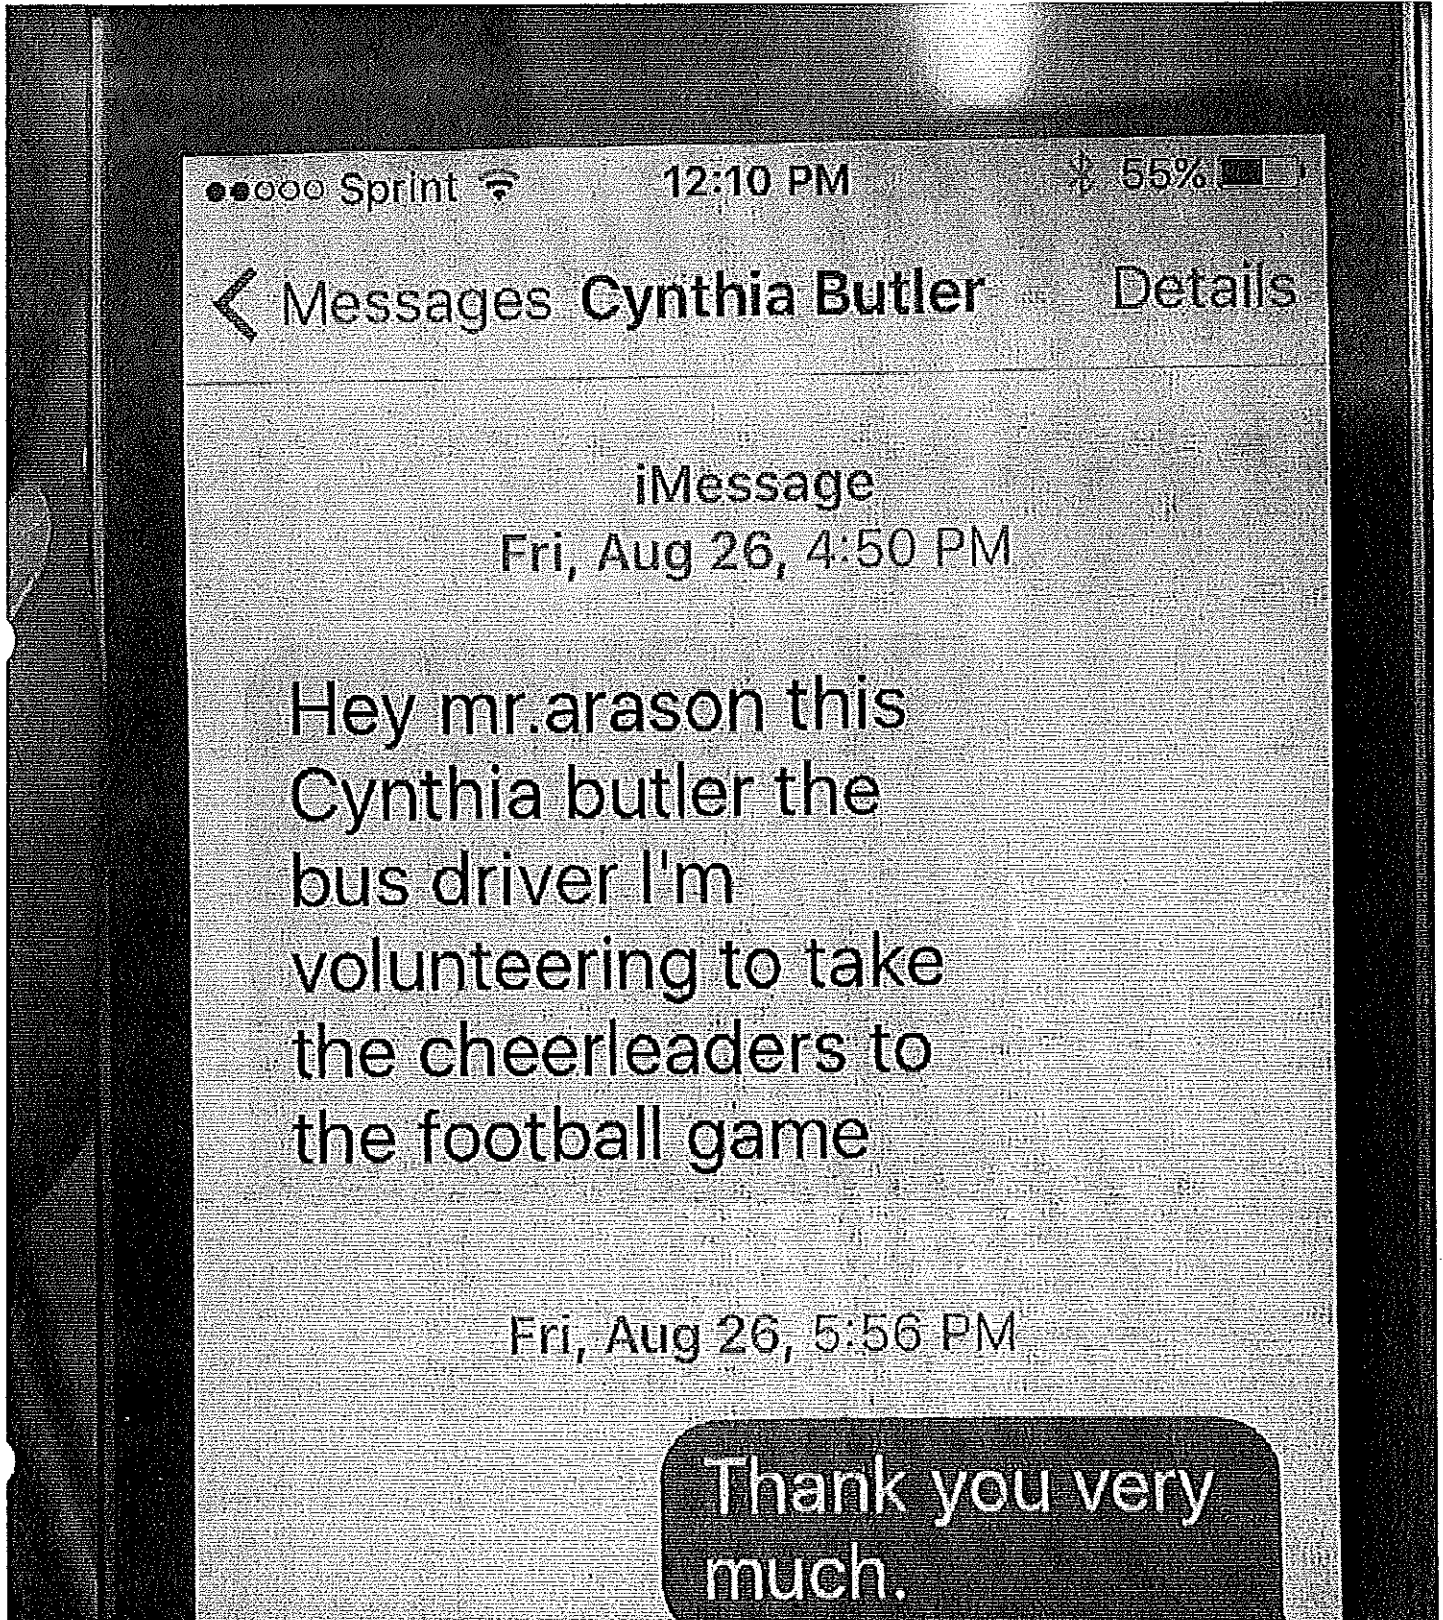 Sprint 12:10 PM 55%
Messages Cynthia Butler Details
iMessage
Fri, Aug 26, 4:50 PM
Hey mr.arason this
Cynthia butler the
bus driver I'm
volunteering to take
the cheerleaders to
the football game
Fri, Aug 26, 5:56 PM
Thank you very
much.